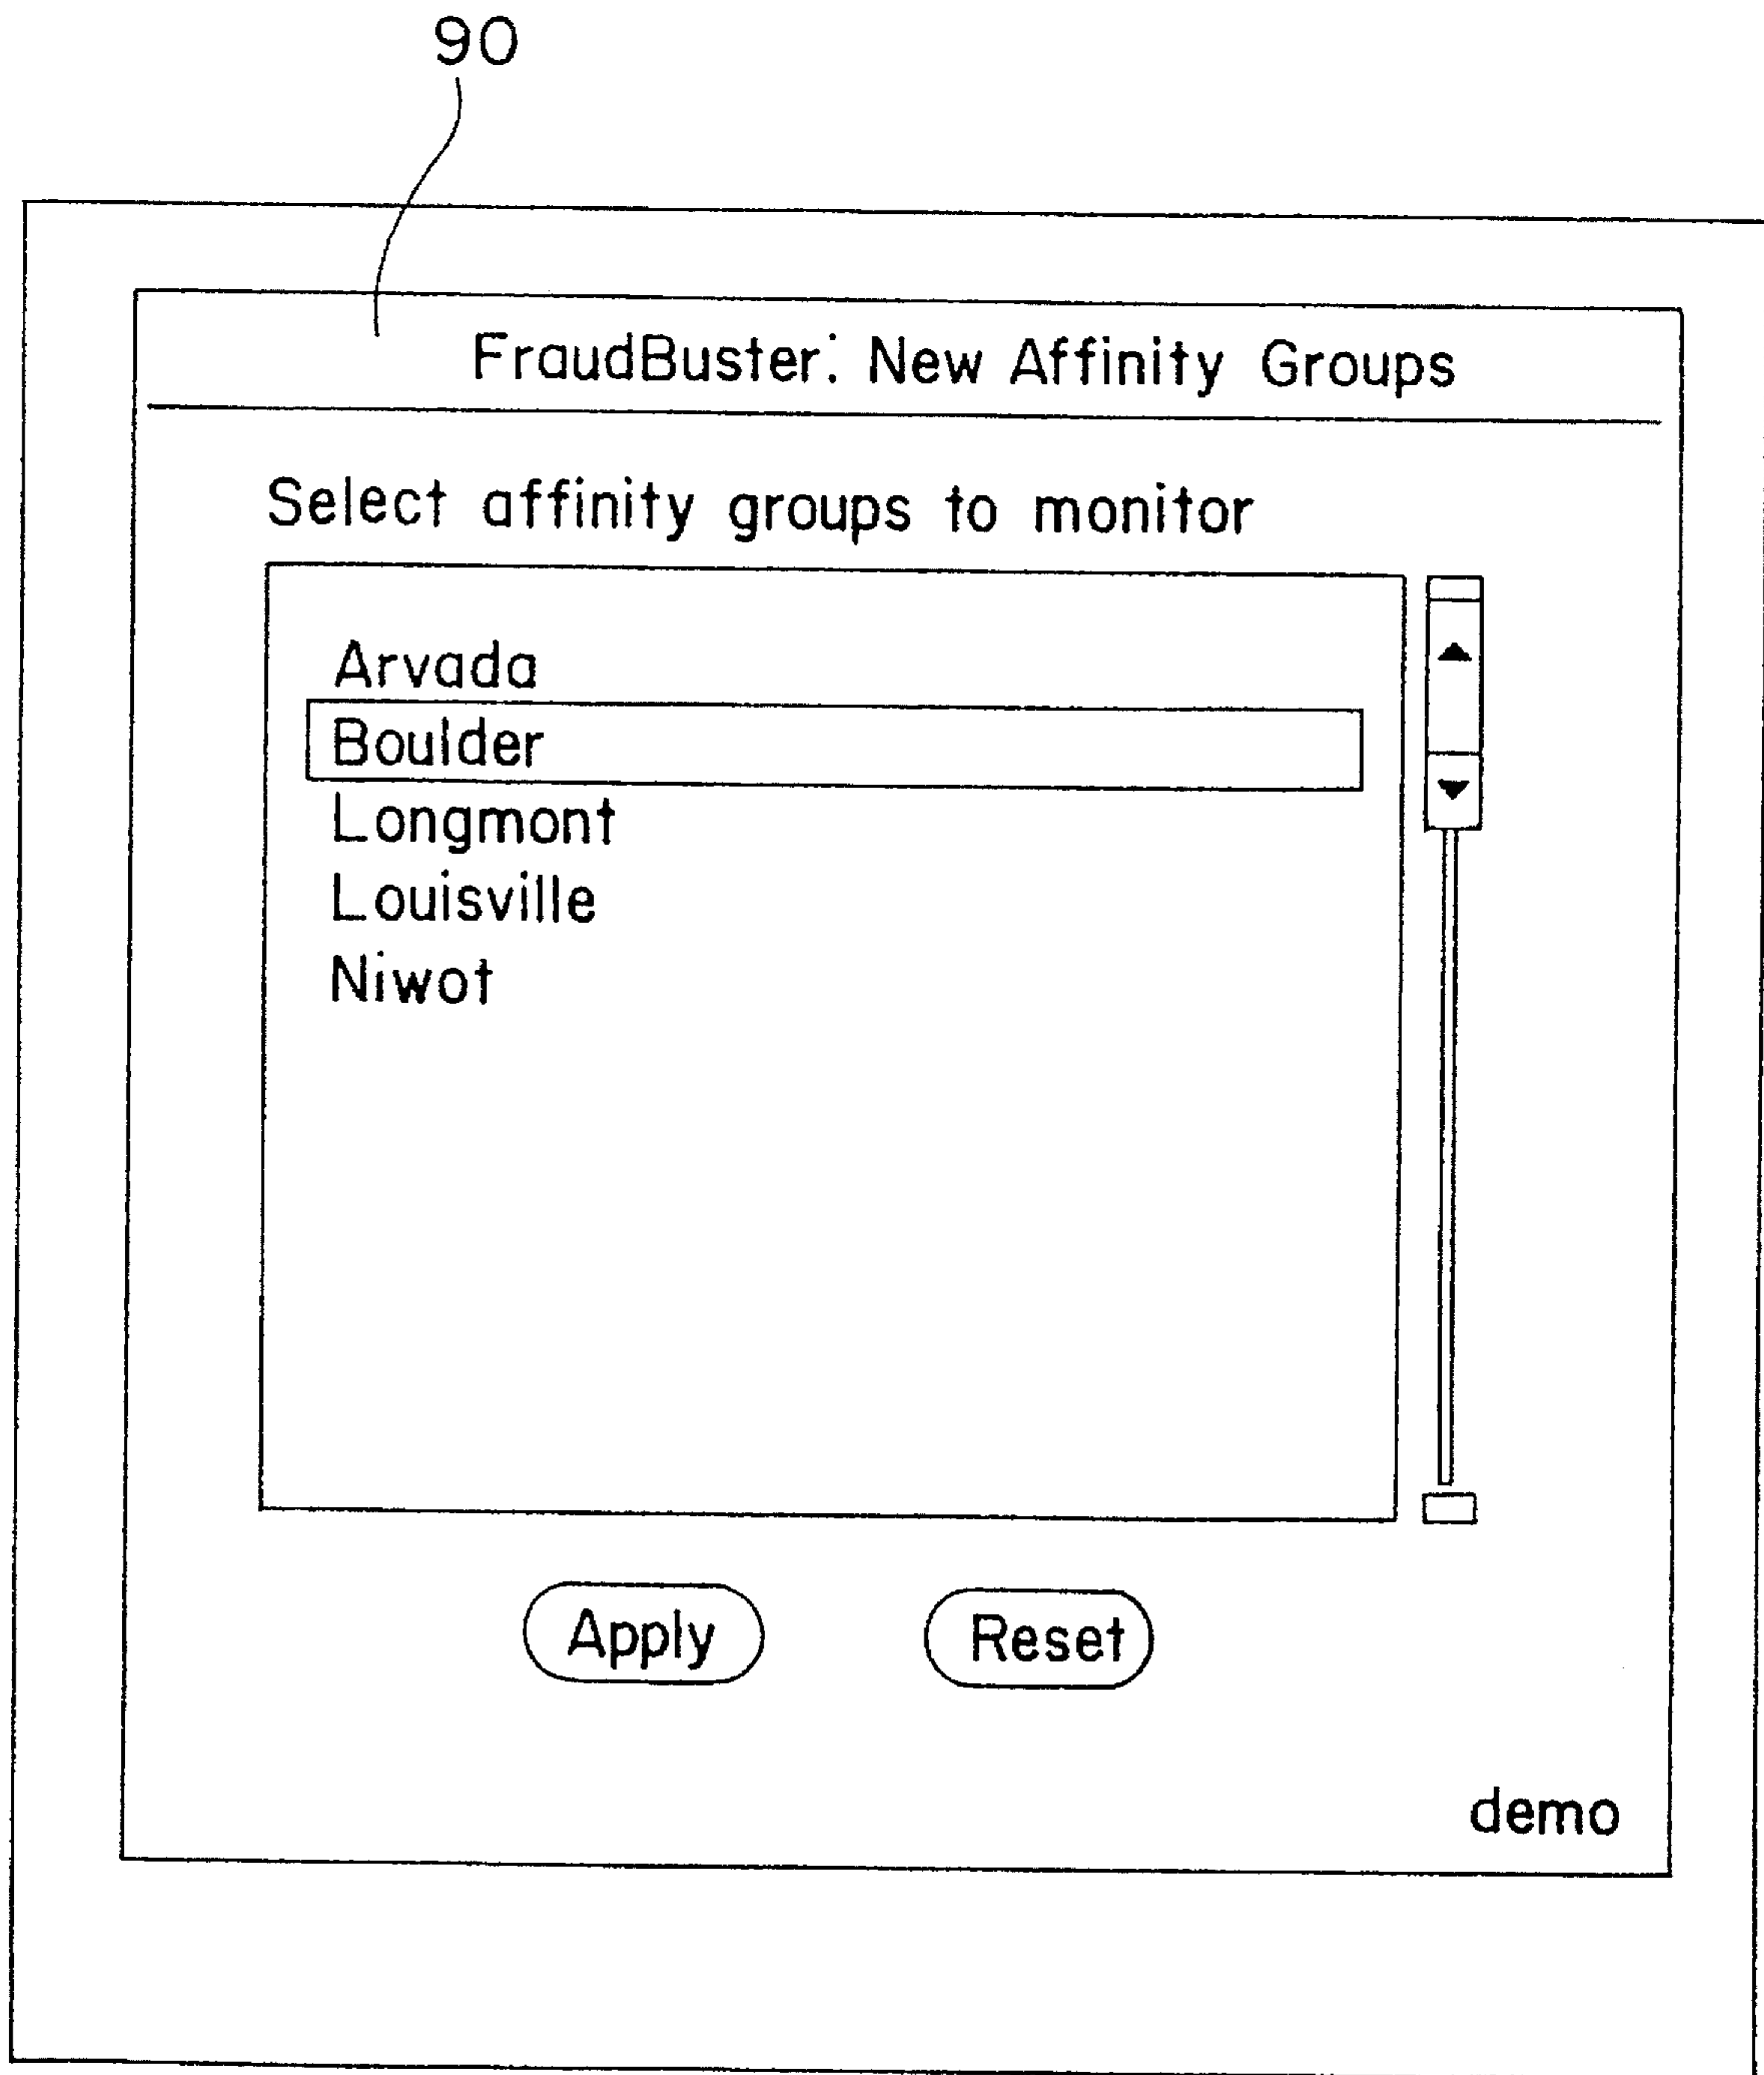 90
FraudBuster: New Affinity Groups
Select affinity groups to monitor
Arvada
Boulder
Longmont
Louisville
Niwot
Apply
Reset
demo